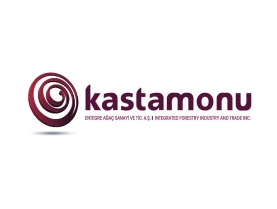 kastamonu
ENTEGRE AĞAÇ SANAYİ VE TİC. A.Ş. I INTEGRATED FORESTRY INDUSTRY AND TRADE INC.